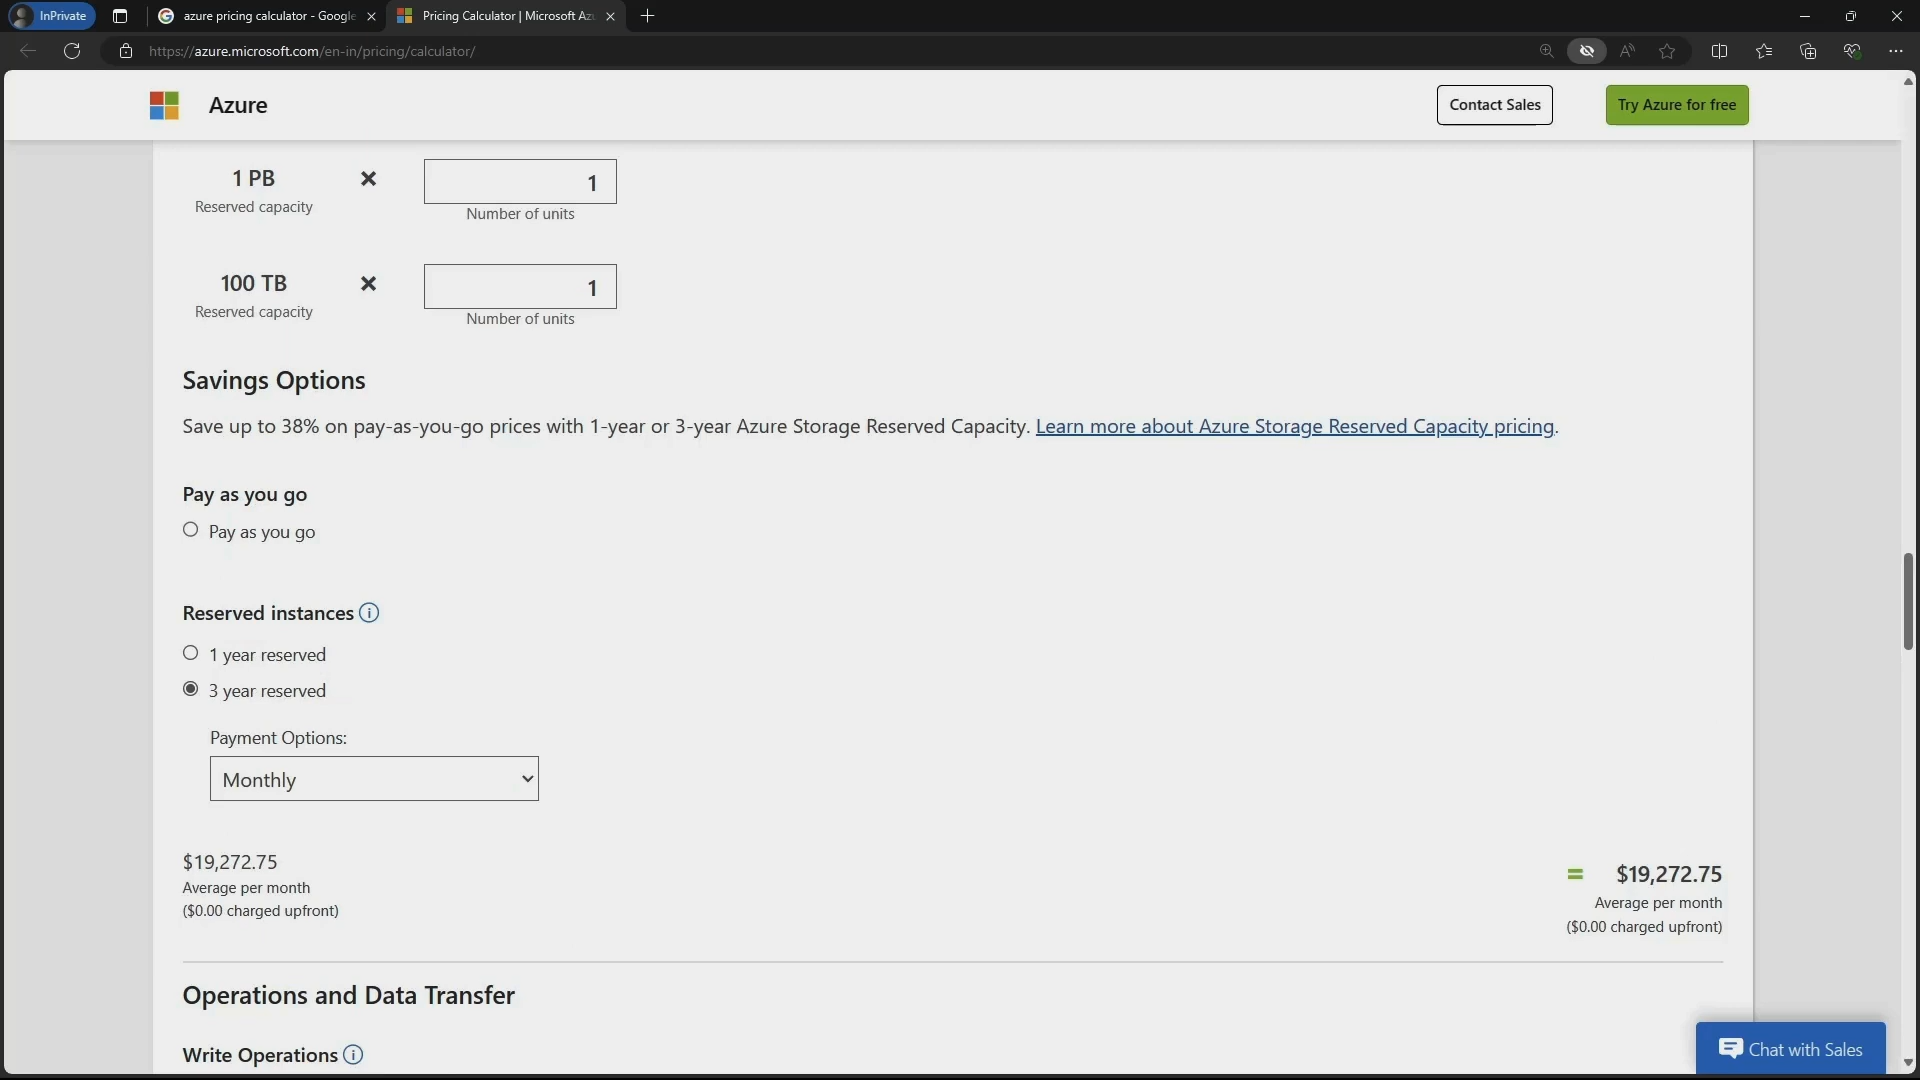 InPrivate
azure pricing calculator - Google
Pricing Calculator | Microsoft Az
https://azure.microsoft.com/en-in/pricing/calculator/
Azure
Contact Sales
Try Azure for free
1 PB
Reserved capacity
1
Number of units
100 TB
Reserved capacity
1
Number of units
Savings Options
Save up to 38% on pay-as-you-go prices with 1-year or 3-year Azure Storage Reserved Capacity. Learn more about Azure Storage Reserved Capacity pricing.
Pay as you go
Pay as you go
Reserved instances
1 year reserved
3 year reserved
Payment Options:
Monthly
$19,272.75
Average per month
($0.00 charged upfront)
= $19,272.75
Average per month
($0.00 charged upfront)
Operations and Data Transfer
Write Operations
Chat with Sales